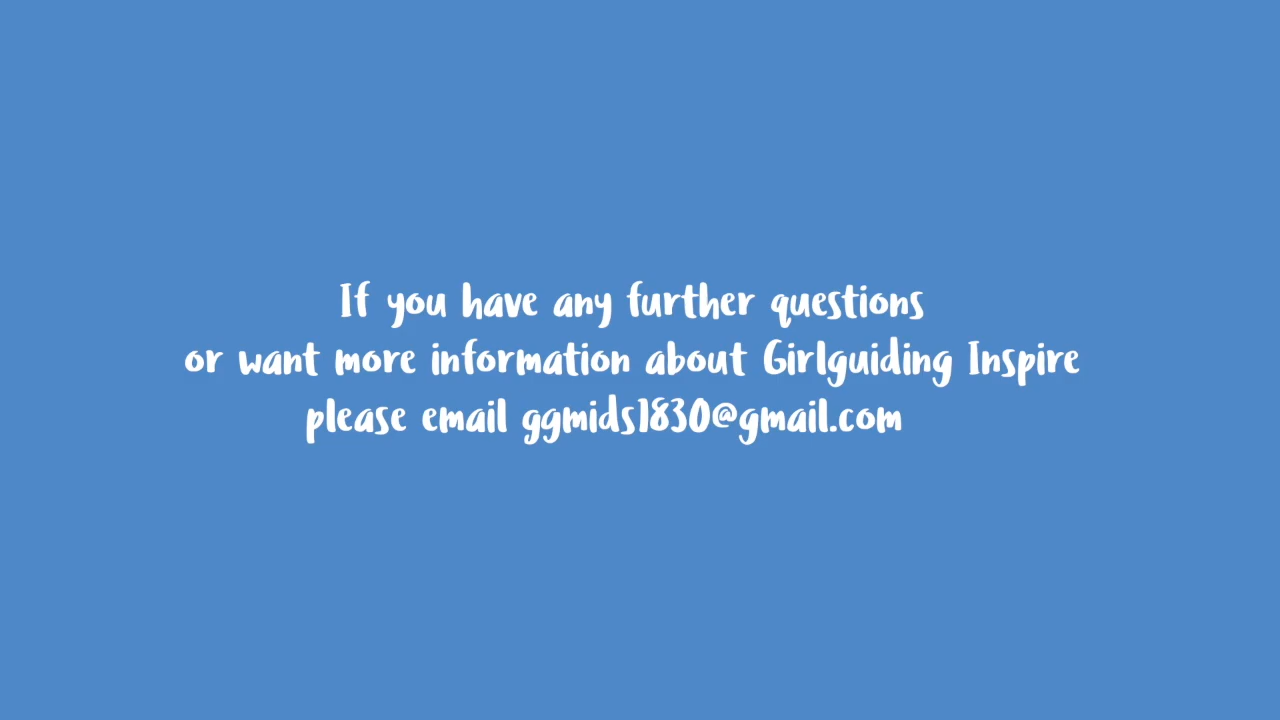 If you have any further questions
or want more information about Girlguiding Inspire
please email ggmids1830@gmail.com